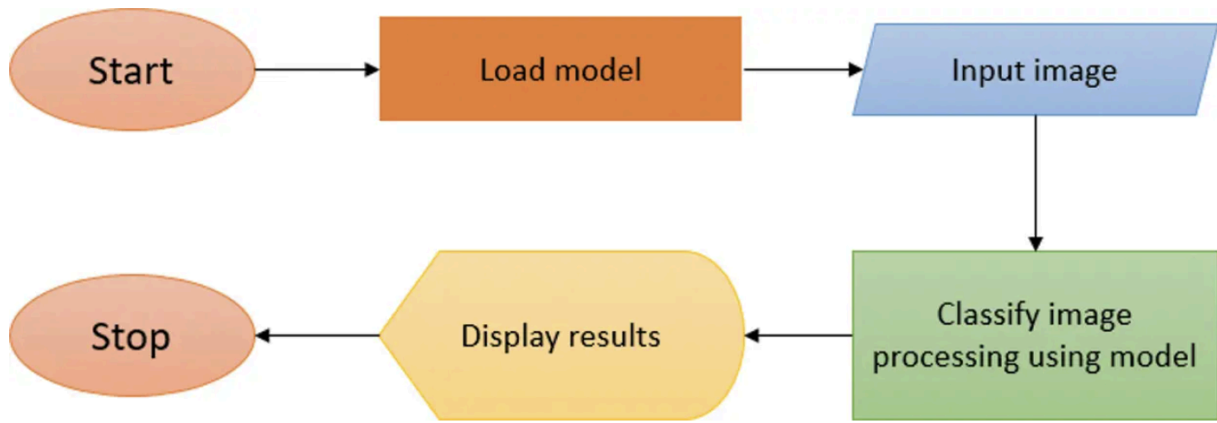 Start
Load model
Input image
Classify image
processing using model
Display results
Stop